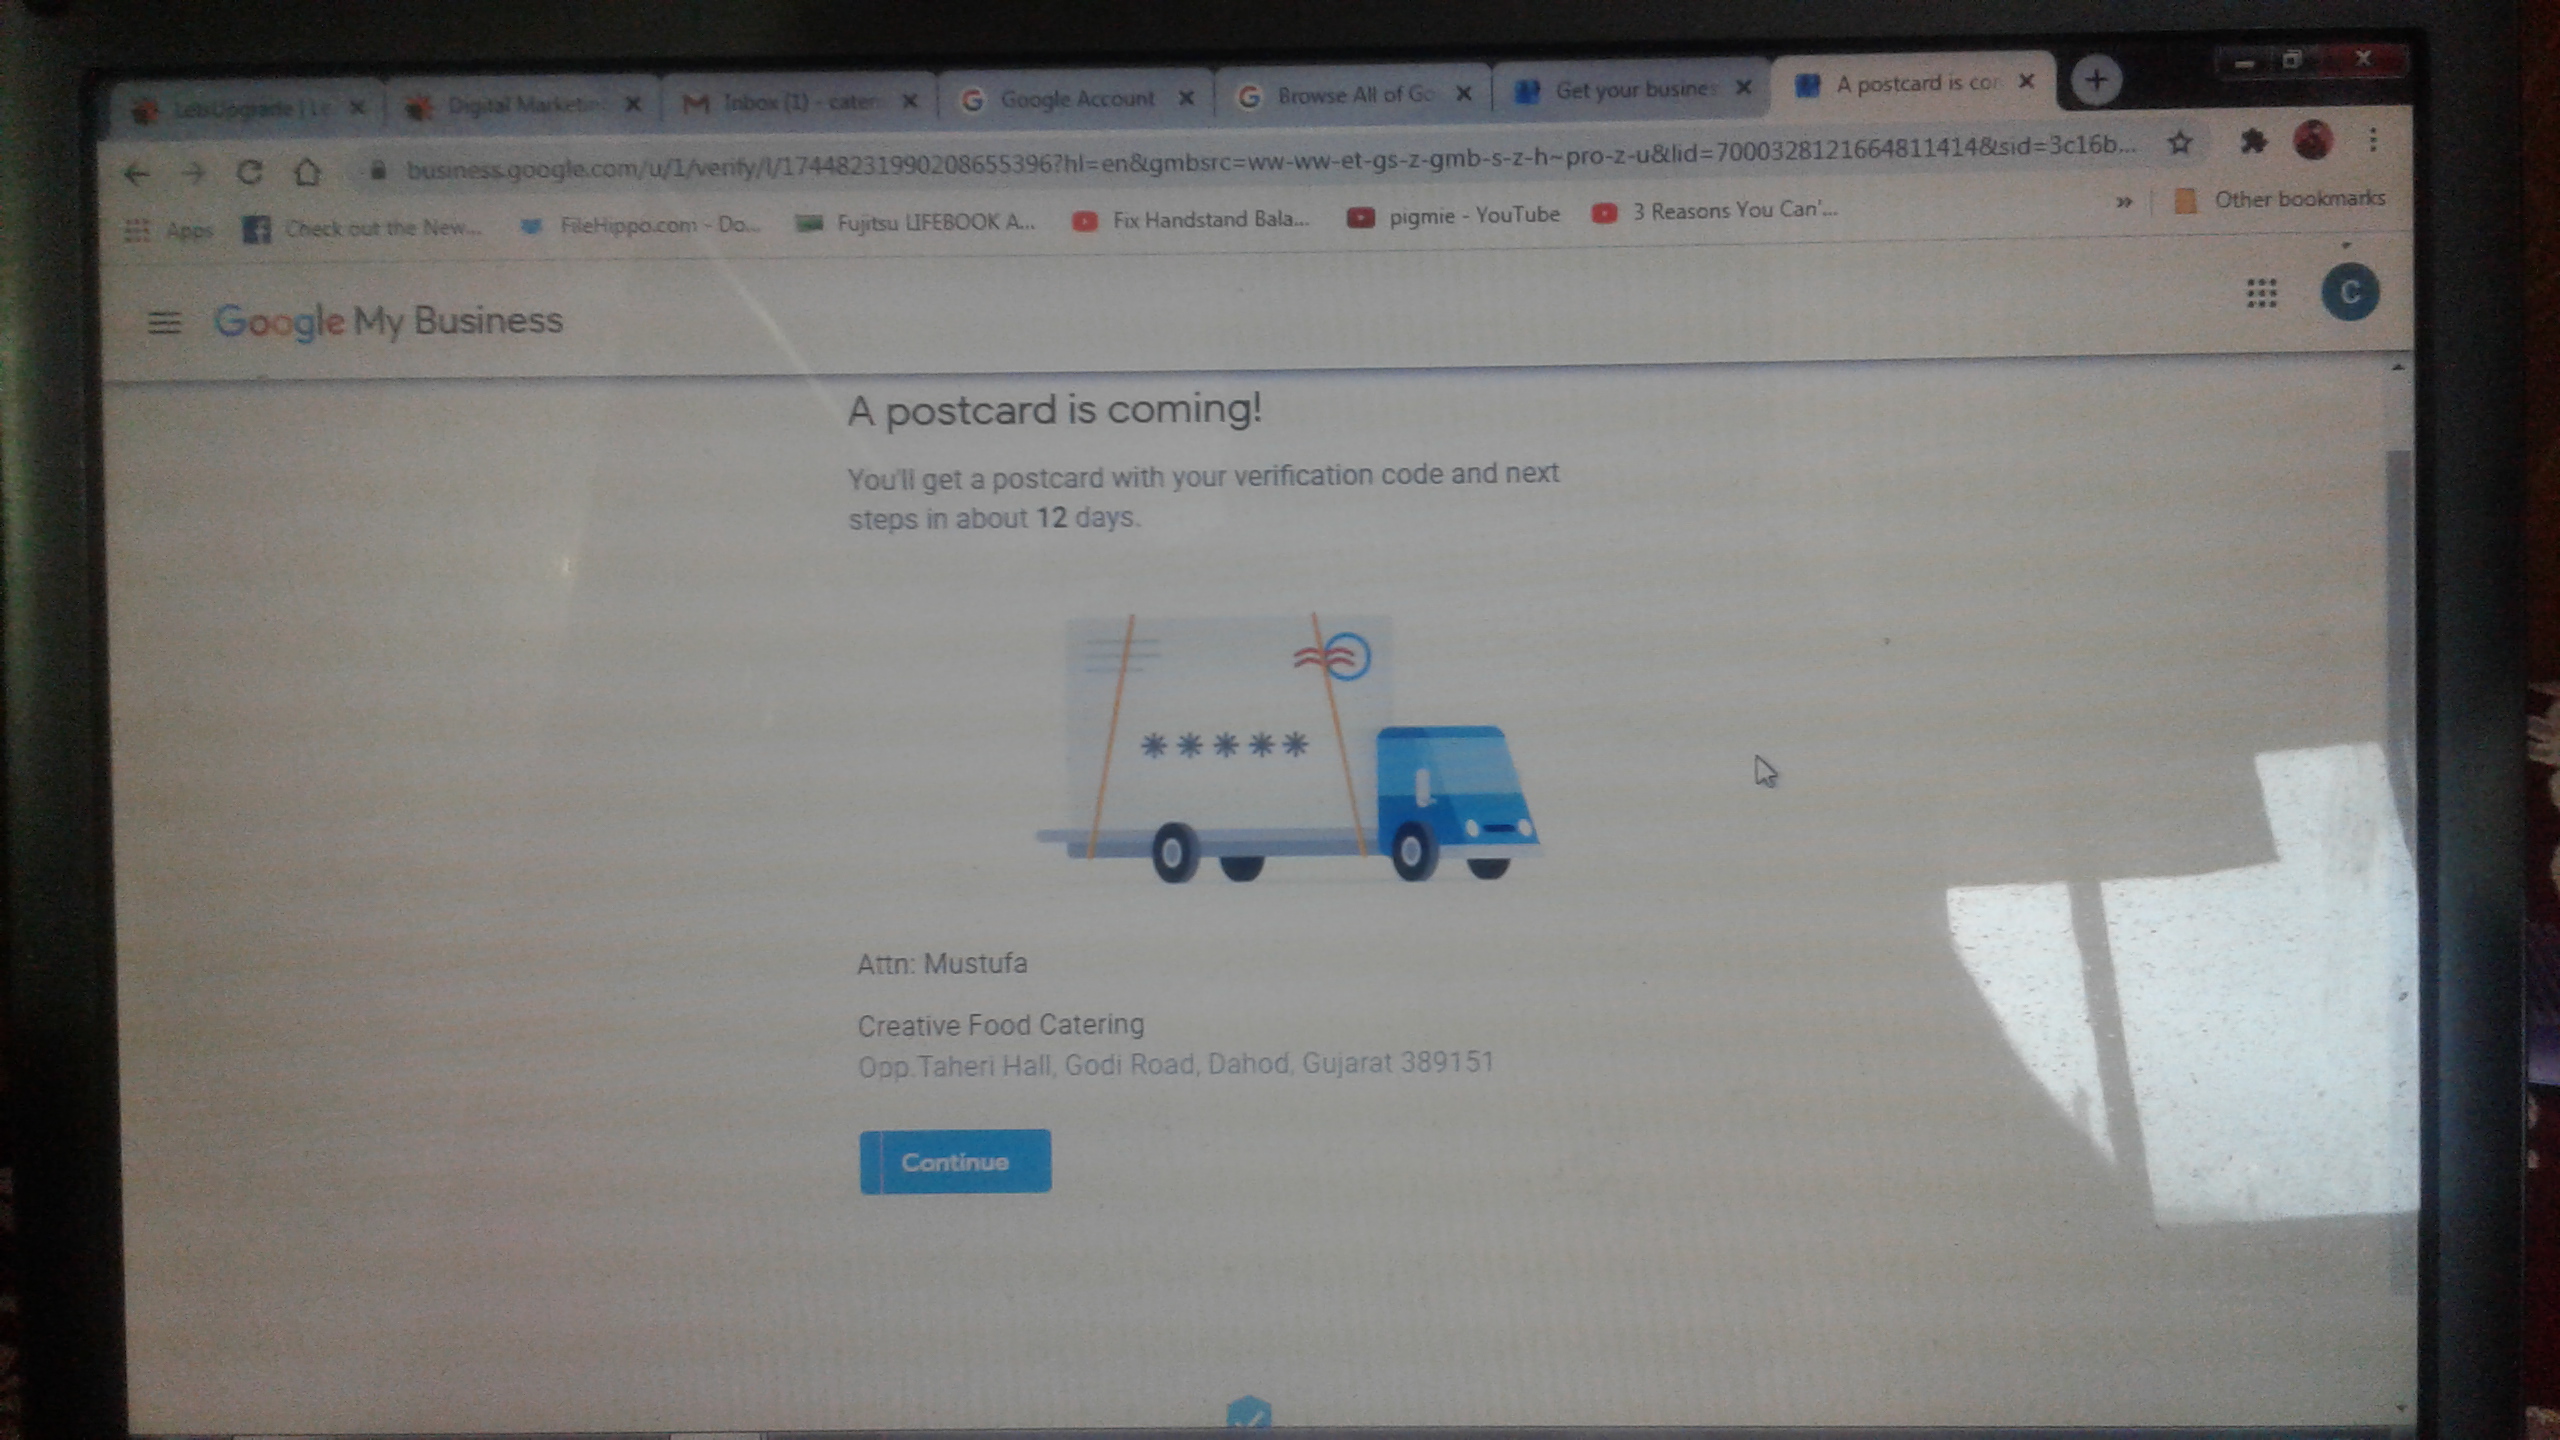 LetsUpgrade | Le
Digital Marketing
Inbox (1) - cater
Google Account
Browse All of Go
Get your busines
A postcard is con
business.google.com/u/1/verify/l/17448231990208655396?hl=en&gmbsrc=ww-ww-et-gs-z-gmb-s-z-h~pro-z-u&lid=7000328121664811414&sid=3c16b...
Apps
Check out the New...
FileHippo.com - Do...
Fujitsu LIFEBOOK A...
Fix Handstand Bala...
pigmie - YouTube
3 Reasons You Can'...
»
Other bookmarks
Google My Business
C
A postcard is coming!
You'll get a postcard with your verification code and next
steps in about 12 days.
*****
Attn: Mustufa
Creative Food Catering
Opp.Taheri Hall, Godi Road, Dahod, Gujarat 389151
Continue